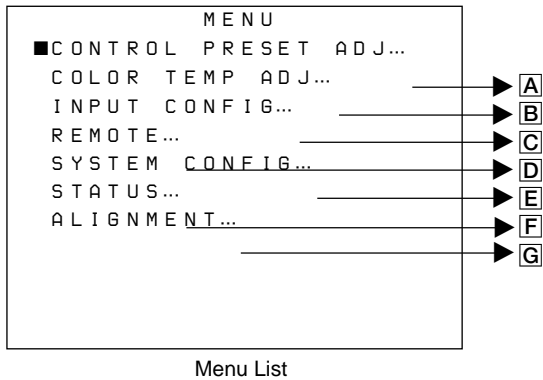 MENU
■CONTROL PRESET ADJ…
COLOR TEMP ADJ…
INPUT CONFIG…
REMOTE…
SYSTEM CONFIG…
STATUS…
ALIGNMENT…
A
B
C
D
E
F
G
Menu List